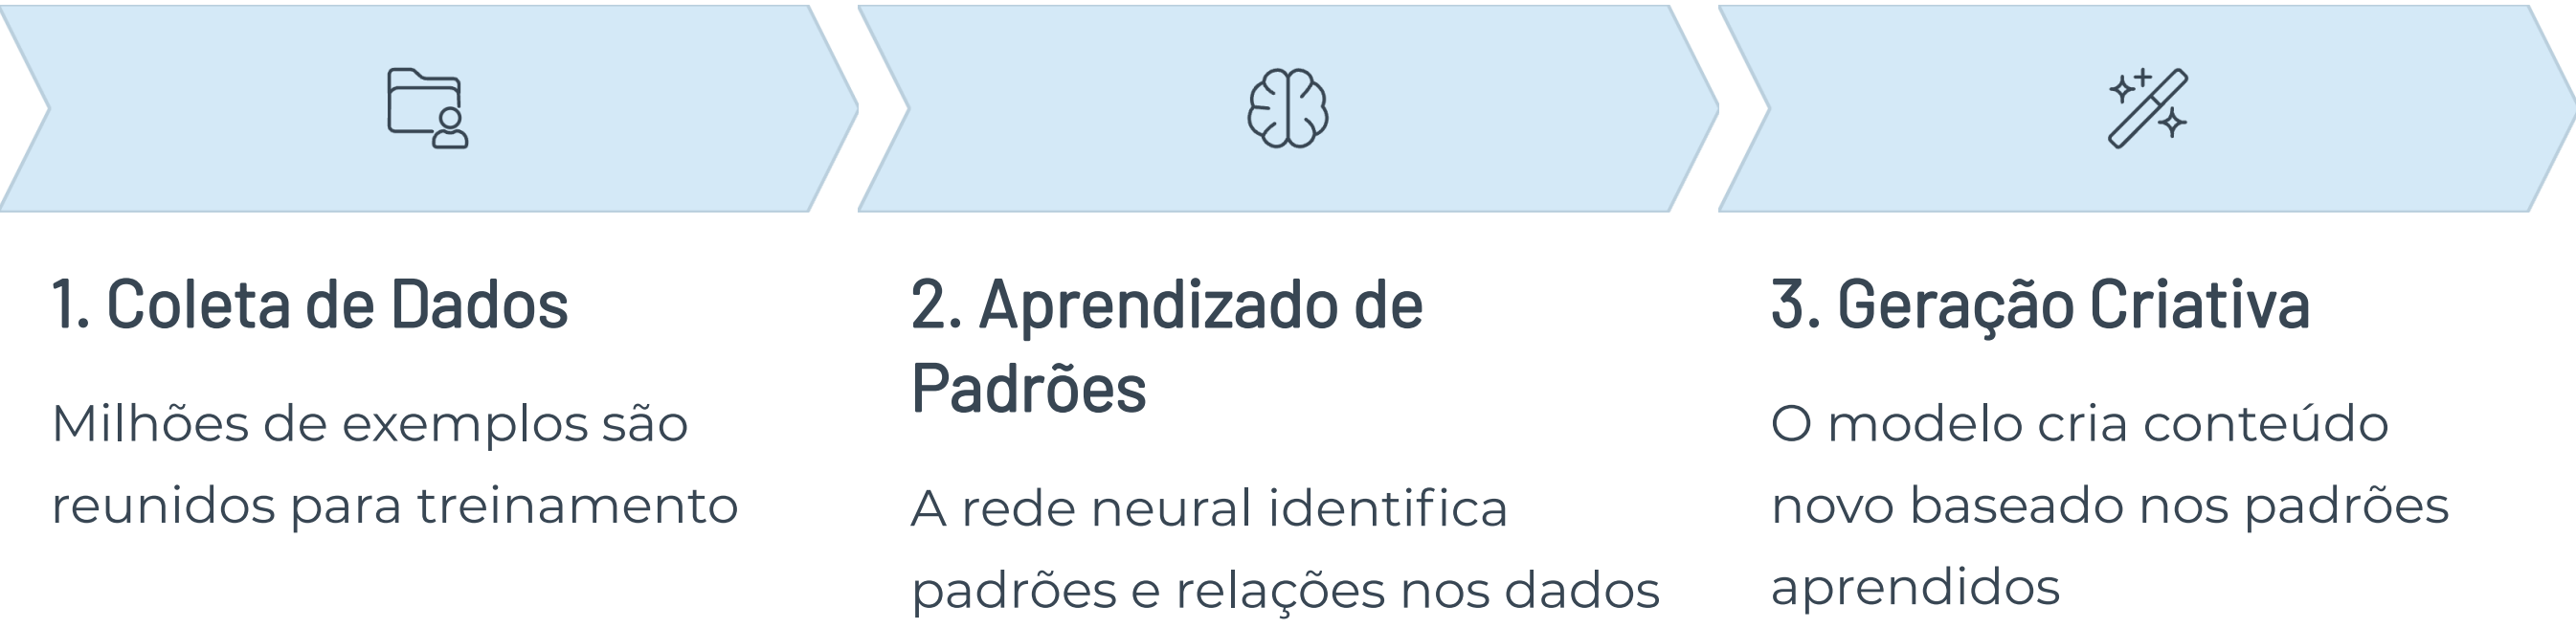 1. Coleta de Dados
Milhões de exemplos são
reunidos para treinamento
2. Aprendizado de
Padrões
A rede neural identifica
padrões e relações nos dados
3. Geração Criativa
O modelo cria conteúdo
novo baseado nos padrões
aprendidos